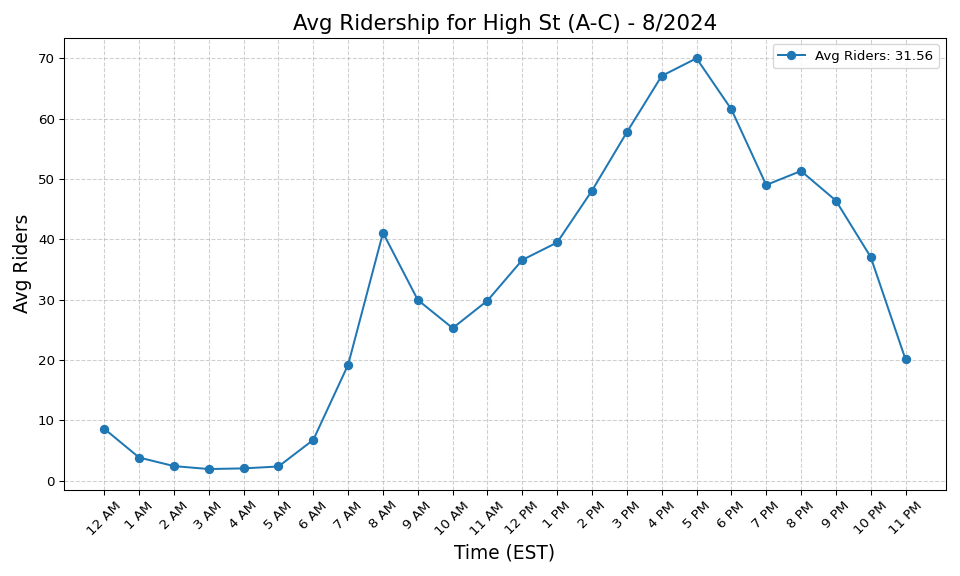 Avg Ridership for High St (A-C) - 8/2024
Avg Riders: 31.56
Avg Riders
70
60
50
40
30
20
10
0
12 AM 1 AM 2 AM 3 AM 4 AM 5 AM 6 AM 7 AM 8 AM 9 AM 10 AM 11 AM 12 PM 1 PM 2 PM 3 PM 4 PM 5 PM 6 PM 7 PM 8 PM 9 PM 10 PM 11 PM
Time (EST)